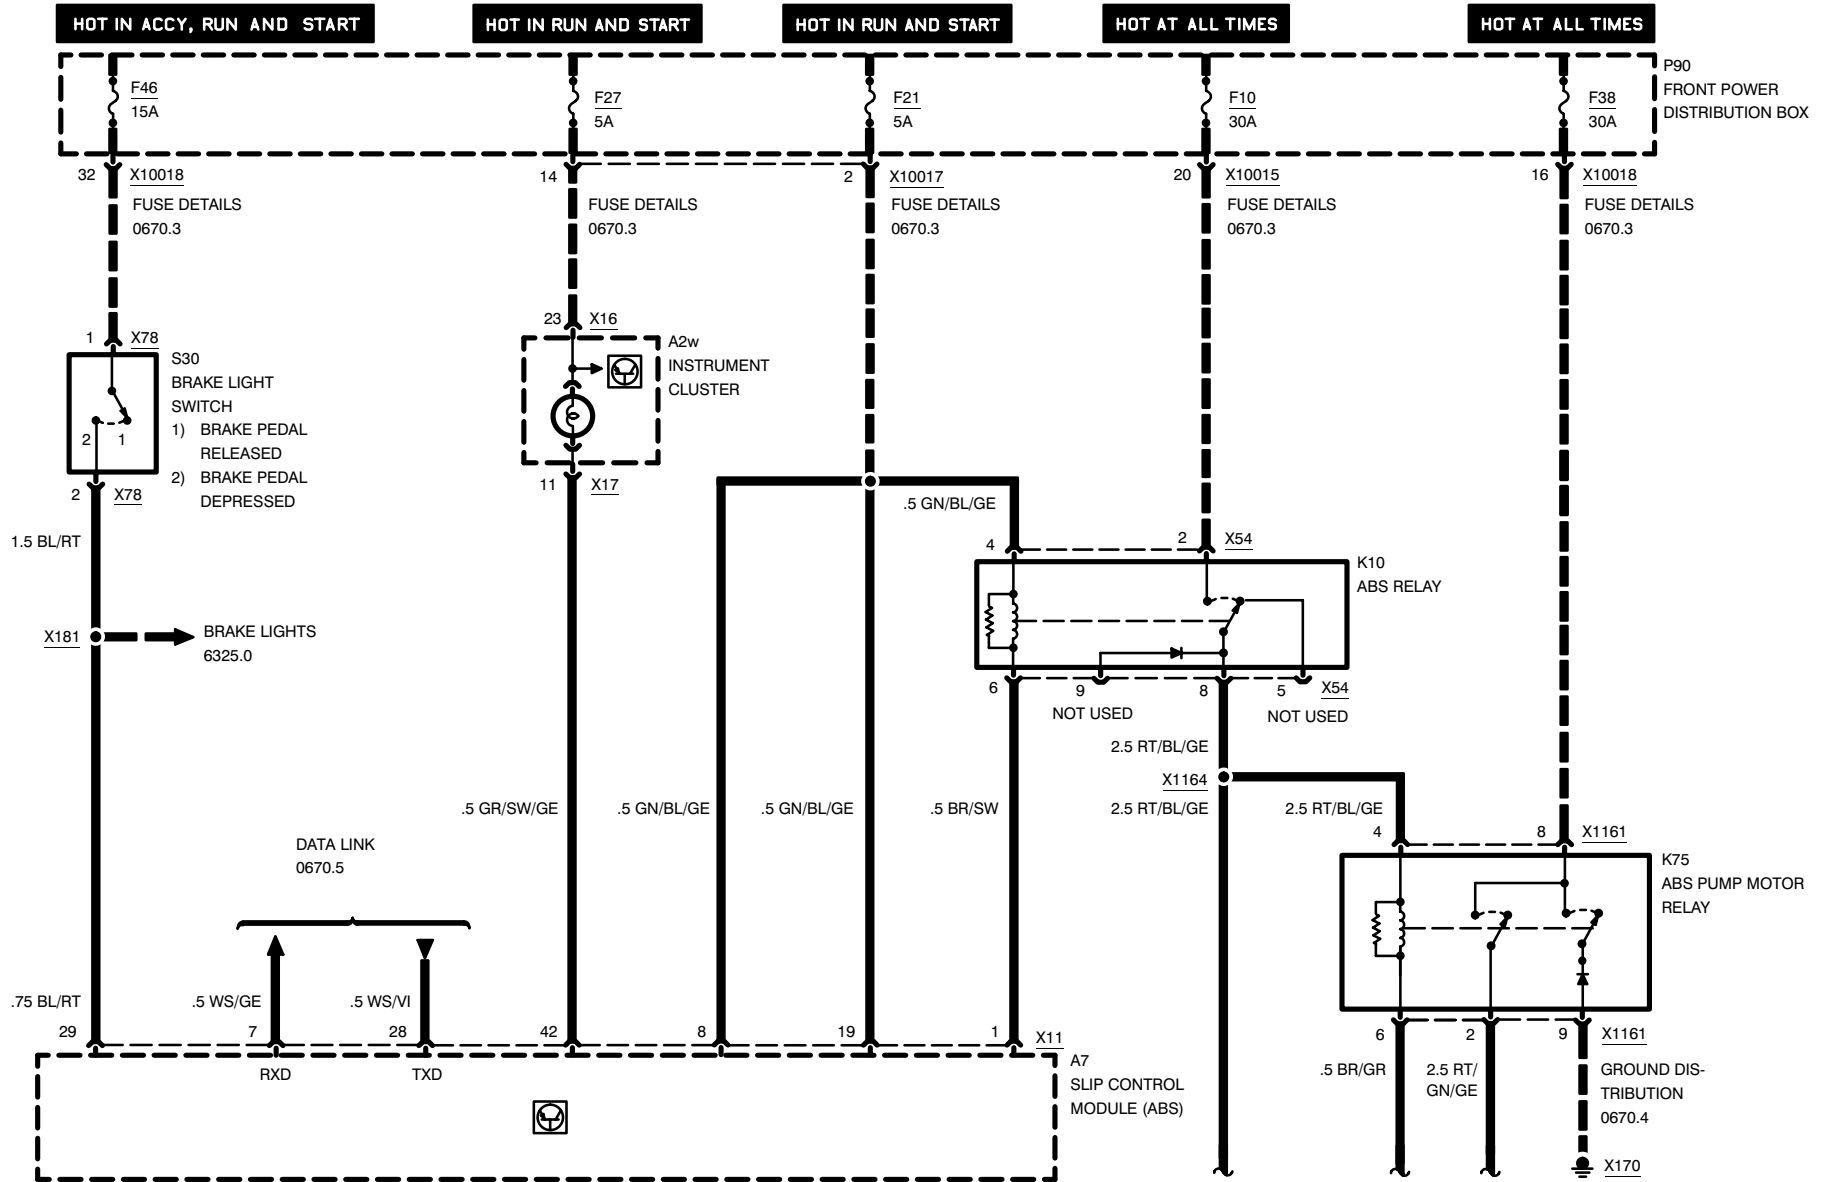 HOT IN ACCY, RUN AND START
HOT IN RUN AND START
HOT IN RUN AND START
HOT AT ALL TIMES
HOT AT ALL TIMES
F46
15A
F27
5A
F21
5A
F10
30A
F38
30A
P90
FRONT POWER
DISTRIBUTION BOX
32
X10018
FUSE DETAILS
0670.3
14
FUSE DETAILS
0670.3
2
X10017
FUSE DETAILS
0670.3
20
X10015
FUSE DETAILS
0670.3
16
X10018
FUSE DETAILS
0670.3
1
X78
S30
BRAKE LIGHT
SWITCH
1) BRAKE PEDAL
RELEASED
2) BRAKE PEDAL
DEPRESSED
2 1
2
X78
23
X16
A2w
INSTRUMENT
CLUSTER
11
X17
1.5 BL/RT
X181
BRAKE LIGHTS
6325.0
.5 GN/BL/GE
4
2
X54
K10
ABS RELAY
6
9
8
5
X54
NOT USED
NOT USED
2.5 RT/BL/GE
X1164
.5 GR/SW/GE
.5 GN/BL/GE
.5 GN/BL/GE
.5 BR/SW
2.5 RT/BL/GE
2.5 RT/BL/GE
4
8
X1161
K75
ABS PUMP MOTOR
RELAY
DATA LINK
0670.5
.75 BL/RT
.5 WS/GE
.5 WS/VI
29
7
28
42
8
19
1
X11
RXD
TXD
A7
SLIP CONTROL
MODULE (ABS)
6
2
9
X1161
.5 BR/GR
2.5 RT/
GN/GE
GROUND DIS-
TRIBUTION
0670.4
X170